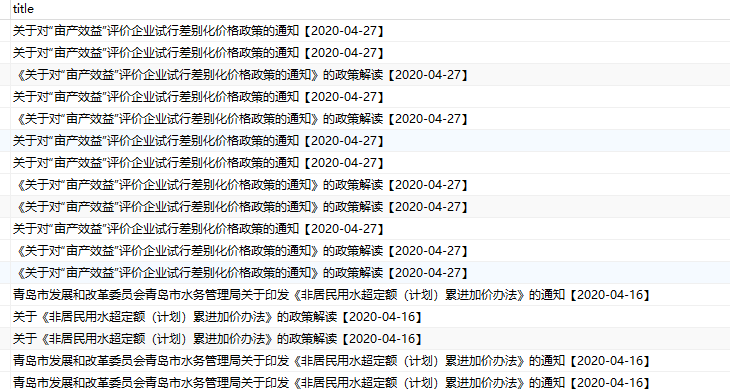 title
关于对“亩产效益”评价企业试行差别化价格政策的通知【2020-04-27】
关于对“亩产效益”评价企业试行差别化价格政策的通知【2020-04-27】
《关于对“亩产效益”评价企业试行差别化价格政策的通知》的政策解读【2020-04-27】
关于对“亩产效益”评价企业试行差别化价格政策的通知【2020-04-27】
《关于对“亩产效益”评价企业试行差别化价格政策的通知》的政策解读【2020-04-27】
关于对“亩产效益”评价企业试行差别化价格政策的通知【2020-04-27】
关于对“亩产效益”评价企业试行差别化价格政策的通知【2020-04-27】
《关于对“亩产效益”评价企业试行差别化价格政策的通知》的政策解读【2020-04-27】
《关于对“亩产效益”评价企业试行差别化价格政策的通知》的政策解读【2020-04-27】
关于对“亩产效益”评价企业试行差别化价格政策的通知【2020-04-27】
《关于对“亩产效益”评价企业试行差别化价格政策的通知》的政策解读【2020-04-27】
《关于对“亩产效益”评价企业试行差别化价格政策的通知》的政策解读【2020-04-27】
青岛市发展和改革委员会青岛市水务管理局关于印发《非居民用水超定额（计划）累进加价办法》的通知【2020-04-16】
关于《非居民用水超定额（计划）累进加价办法》的政策解读【2020-04-16】
关于《非居民用水超定额（计划）累进加价办法》的政策解读【2020-04-16】
青岛市发展和改革委员会青岛市水务管理局关于印发《非居民用水超定额（计划）累进加价办法》的通知【2020-04-16】
青岛市发展和改革委员会青岛市水务管理局关于印发《非居民用水超定额（计划）累进加价办法》的通知【2020-04-16】